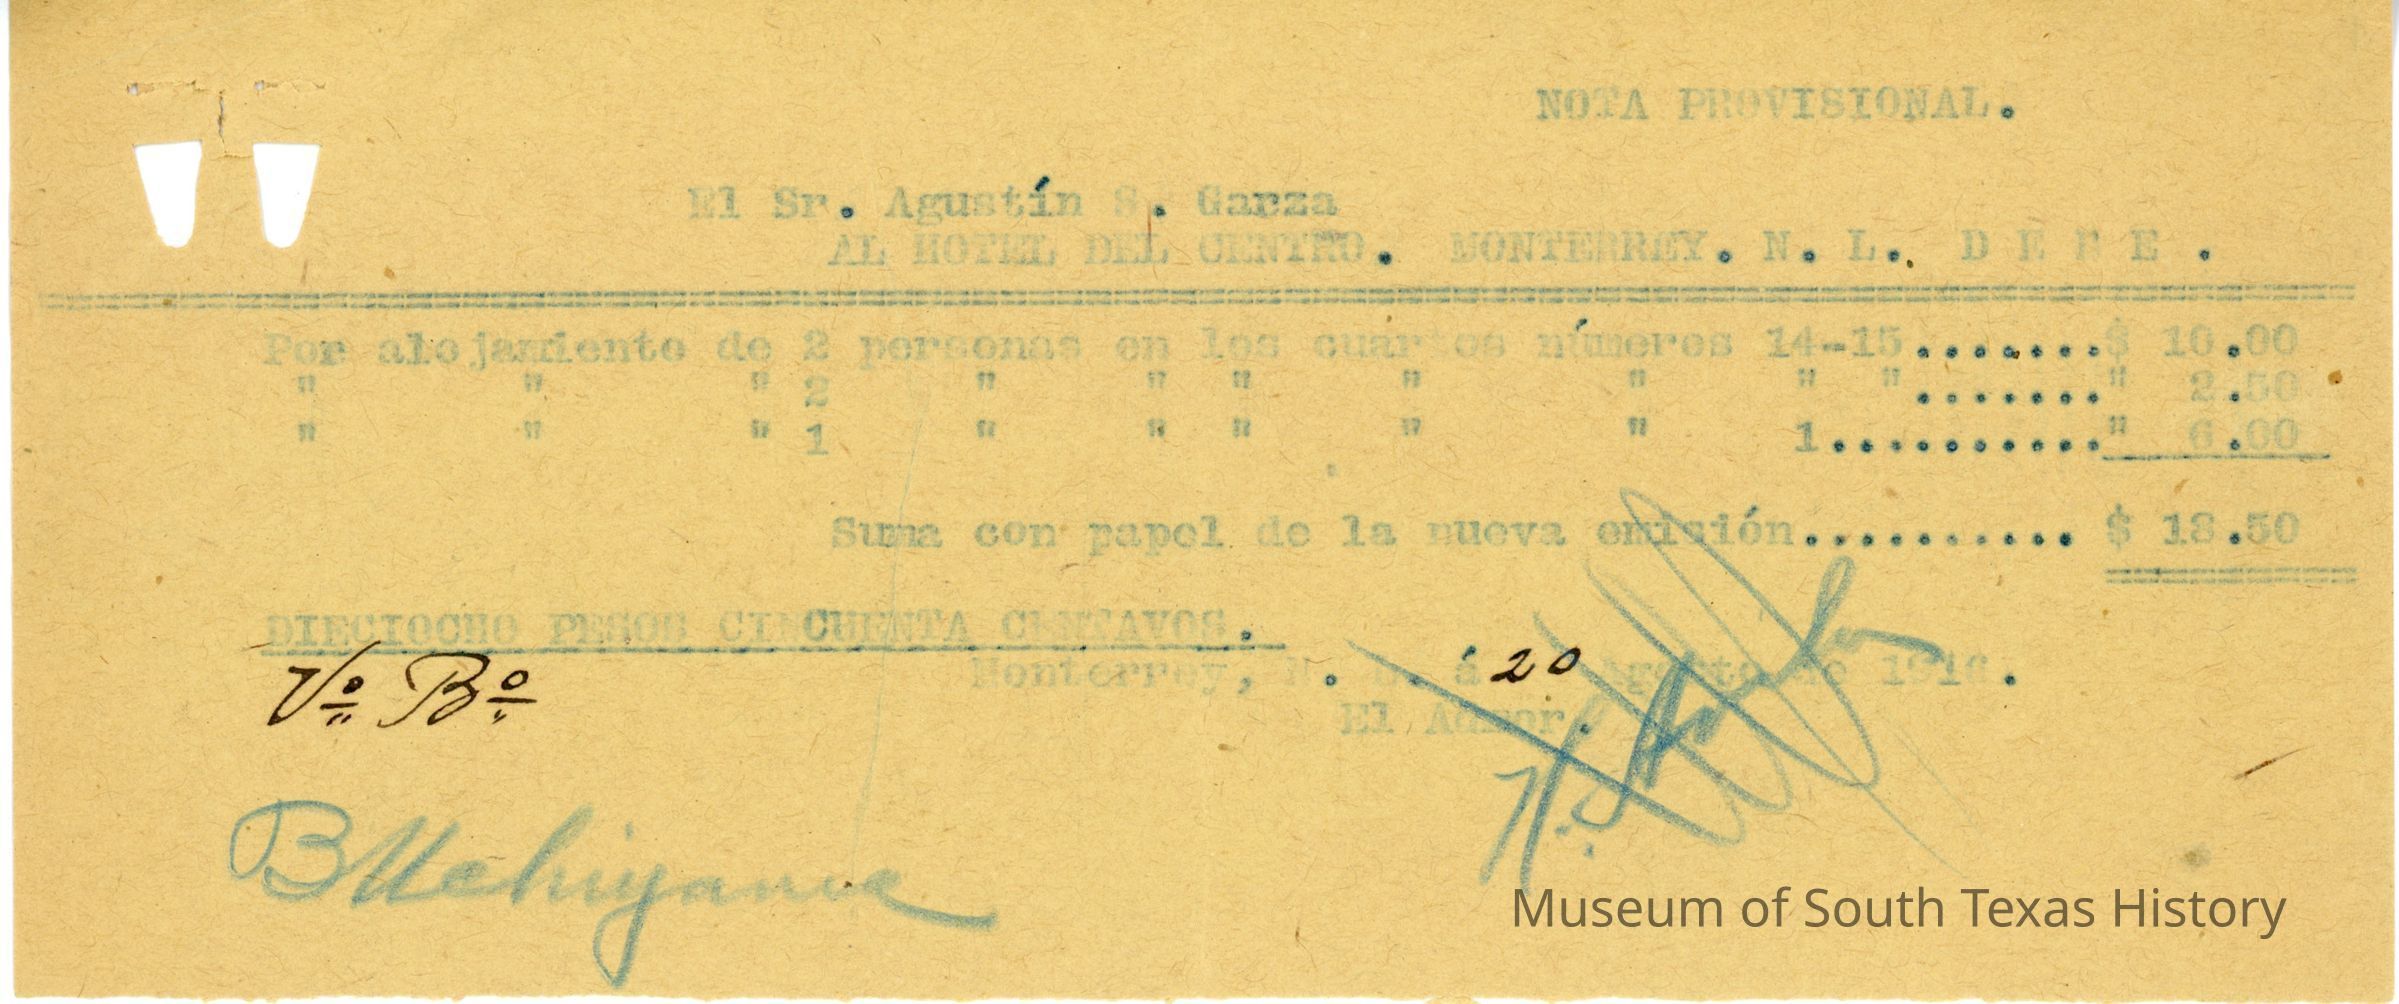 NOTA PROVISIONAL.
El Sr. Agustín S. Garza
AL HOTEL DEL CENTRO. MONTERREY. N. L. D E B E .
Por alojamiento de 2 personas en los cuartos números 14-15.......$ 10.00
" " " 2 " " " " " " " ......." 2.50
" " " 1 " " " " " 1.........." 6.00
Suma con papel de la nueva emisión.......... $ 18.50
DIECIOCHO PESOS CINCUENTA CENTAVOS.
Vo Bo
Monterrey, N. L. á 20 Agosto de 1916.
El Admor.
B Uchiyama
Museum of South Texas History